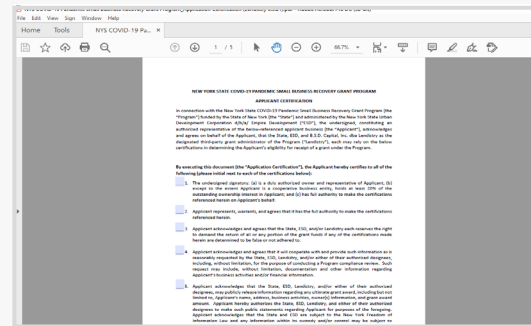 File Edit View Sign Window Help
Home Tools NYS COVID-19 Pa... ×
1 / 5 66.7%
NEW YORK STATE COVID-19 PANDEMIC SMALL BUSINESS RECOVERY GRANT PROGRAM
APPLICANT CERTIFICATION
In connection with the New York State COVID-19 Pandemic Small Business Recovery Grant Program (the
"Program") funded by the State of New York (the "State") and administered by the New York State Urban
Development Corporation d/b/a/ Empire Development ("ESD"), the undersigned, constituting an
authorized representative of the below-referenced applicant business (the "Applicant"), acknowledges
and agrees on behalf of the Applicant, that the State, ESD, and B.S.D. Capital, Inc. dba Lendistry as the
designated third-party grant administrator of the Program ("Lendistry"), each may rely on the below
certifications in determining the Applicant's eligibility for receipt of a grant under the Program.
By executing this document (the "Application Certification"), the Applicant hereby certifies to all of the
following (please initial next to each of the certifications below):
1. The undersigned signatory: (a) is a duly authorized owner and representative of Applicant, (b)
except to the extent Applicant is a cooperative business entity, holds at least 20% of the
outstanding ownership interest in Applicant; and (c) has full authority to make the certifications
referenced herein on Applicant's behalf.
2. Applicant represents, warrants, and agrees that it has the full authority to make the certifications
referenced herein.
3. Applicant acknowledges and agrees that the State, ESD, and/or Lendistry each reserves the right
to demand the return of all or any portion of the grant funds if any of the certifications made
herein are determined to be false or not adhered to.
4. Applicant acknowledges and agrees that it will cooperate with and provide such information as is
reasonably requested by the State, ESD, Lendistry, and/or either of their authorized designees,
including, without limitation, for the purpose of conducting a Program compliance review. Such
request may include, without limitation, documentation and other information regarding
Applicant's business activities and/or financial information.
5. Applicant acknowledges that the State, ESD, Lendistry, and/or either of their authorized
designees, may publicly release information regarding any ultimate grant award, including but not
limited to, Applicant's name, address, business activities, owner(s) information, and grant award
amount. Applicant hereby authorizes the State, ESD, Lendistry, and/or either of their authorized
designees to make such public statements regarding Applicant for purposes of the foregoing.
Applicant acknowledges that the State and ESD are subject to the New York Freedom of
Information Law and any information within its custody and/or control may be subject to